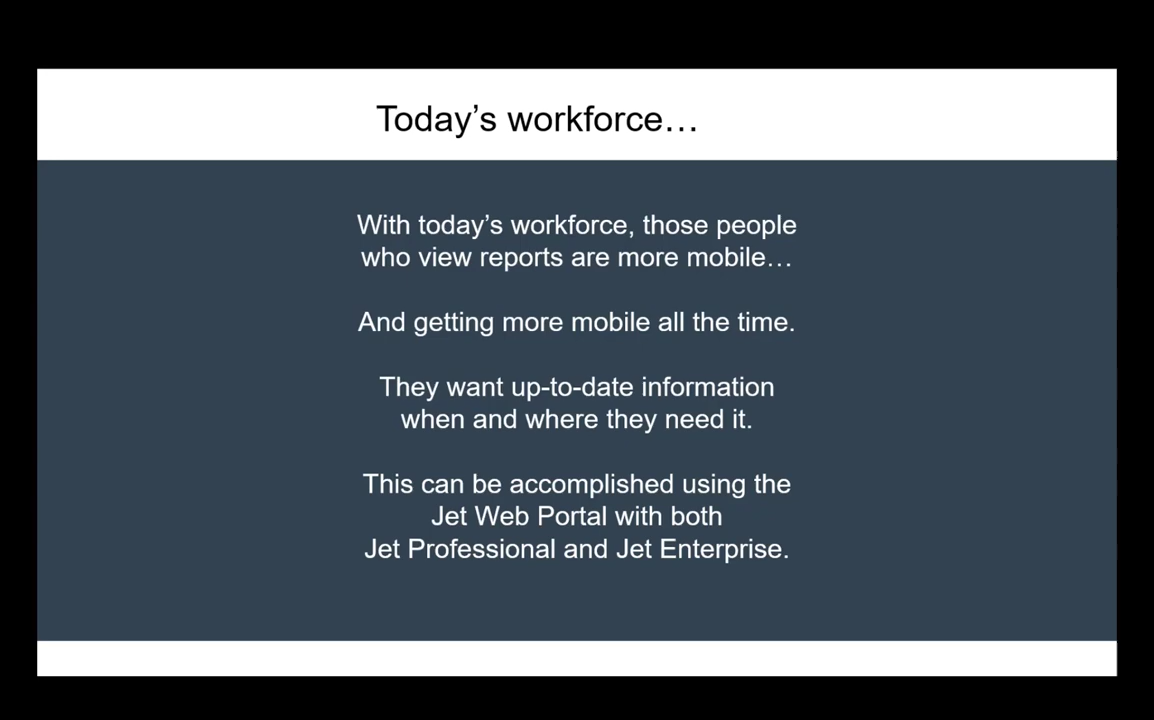 Today’s workforce…
With today’s workforce, those people
who view reports are more mobile…
And getting more mobile all the time.
They want up-to-date information
when and where they need it.
This can be accomplished using the
Jet Web Portal with both
Jet Professional and Jet Enterprise.